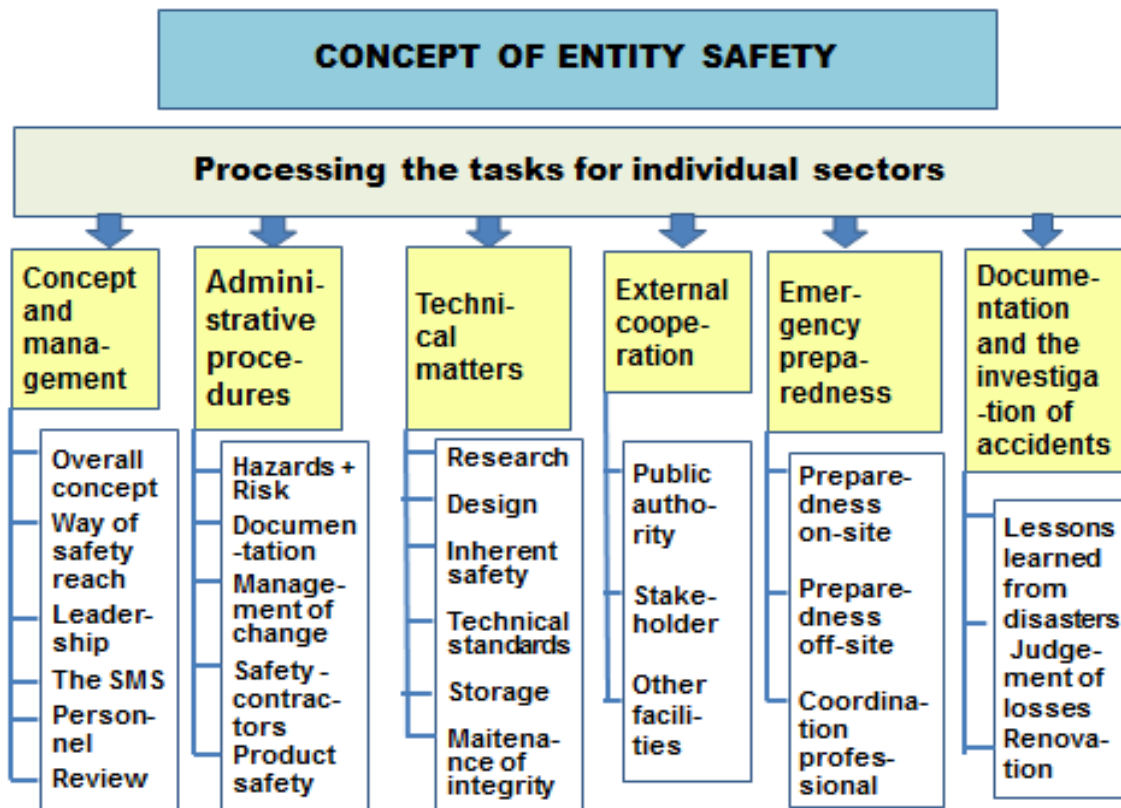 CONCEPT OF ENTITY SAFETY
Processing the tasks for individual sectors
Concept
and
mana-
gement
Overall
concept
Way of
safety
reach
Leader-
ship
The SMS
Person-
nel
Review
Admini-
strative
proce-
dures
Hazards +
Risk
Documen
-tation
Manage-
ment of
change
Safety -
contrac-
tors
Product
safety
Techni-
cal
matters
Research
Design
Inherent
safety
Technical
standards
Storage
Maitena-
nce of
integrity
External
coope-
ration
Public
autho-
rity
Stake-
holder
Other
facili-
ties
Emer-
gency
prepa-
redness
Prepare-
dness
on-site
Prepare-
dness
off-site
Coordina-
tion
profes-
sional
Docume-
ntation
and the
investiga
-tion of
accidents
Lessons
learned
from
disasters
Judge-
ment of
losses
Renova-
tion